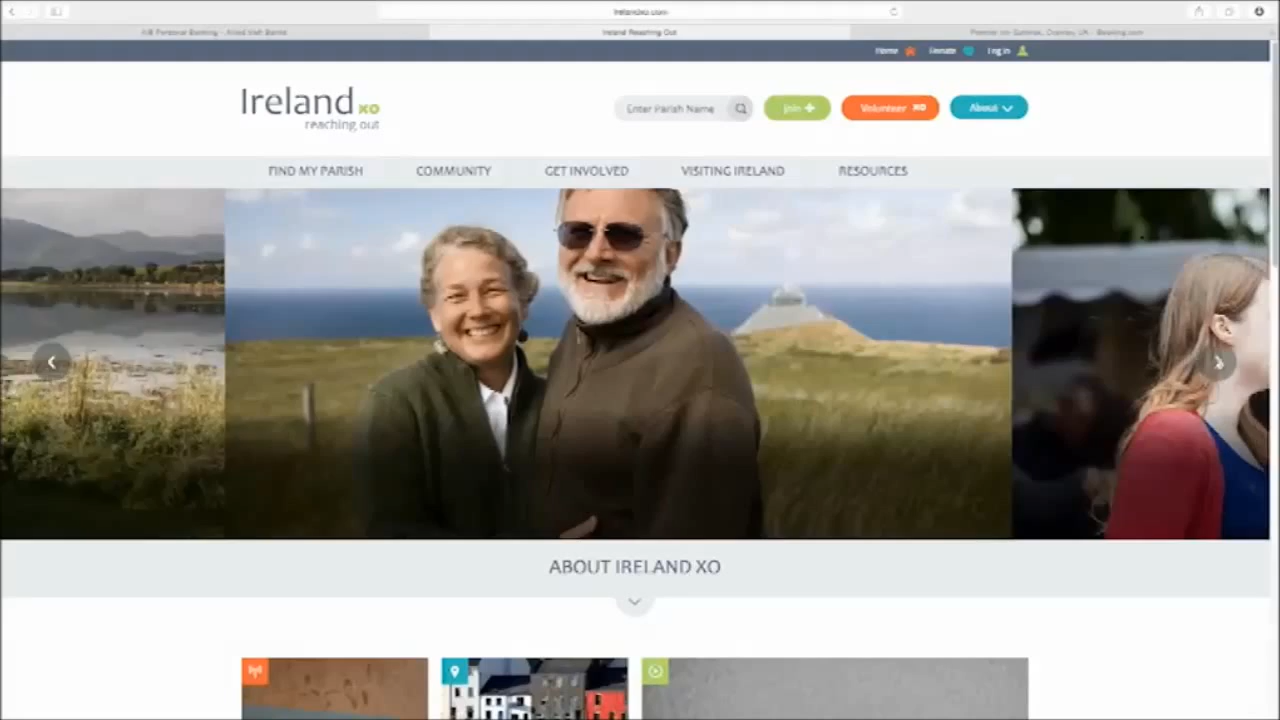 irelandxo.com
Ireland Reaching Out
Home
Donate
Log in
Ireland xo
reaching out
Enter Parish Name
Join
Volunteer XO
About
FIND MY PARISH
COMMUNITY
GET INVOLVED
VISITING IRELAND
RESOURCES
ABOUT IRELAND XO